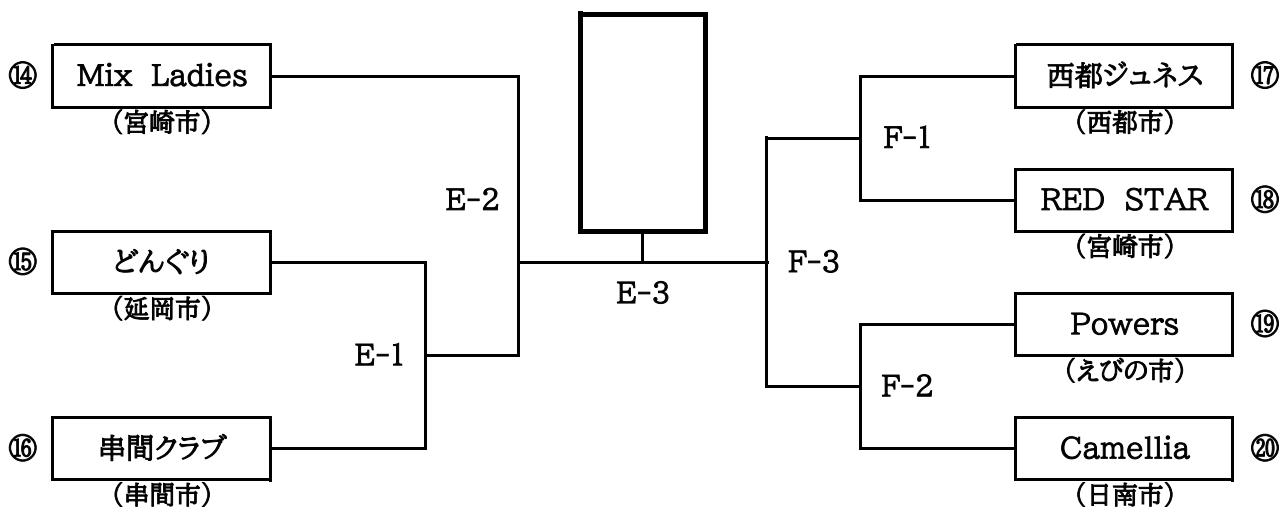 ⑭ Mix Ladies
(宮崎市)
E-2
⑮ どんぐり
(延岡市)
E-1
⑯ 串間クラブ
(串間市)
E-3
西都ジュネス ⑰
(西都市)
F-1
RED STAR ⑱
(宮崎市)
F-3
Powers ⑲
(えびの市)
F-2
Camellia ⑳
(日南市)